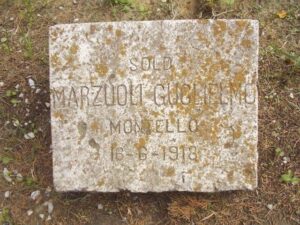 SOLD.
MARZUOLI GUGLIELMO
MONTELLO
16-6-1918